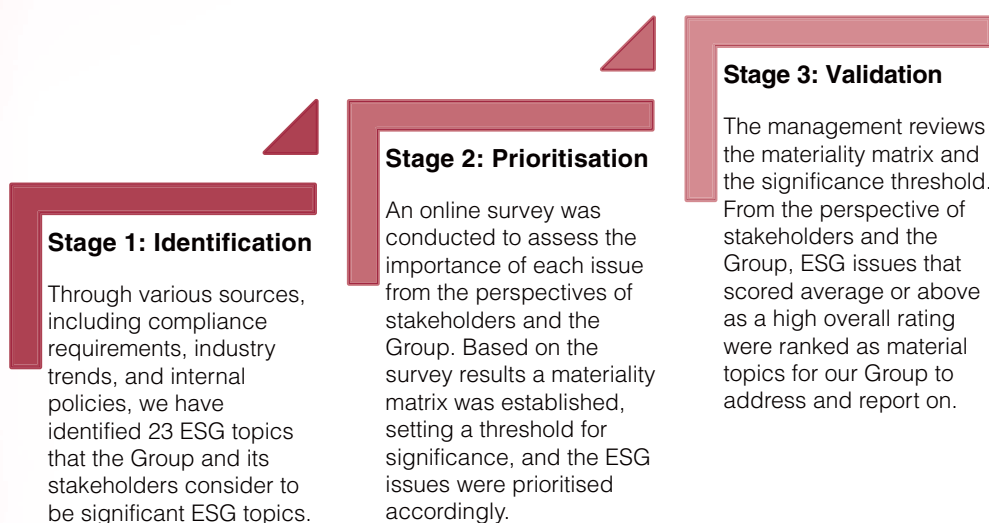 Stage 1: Identification
Through various sources,
including compliance
requirements, industry
trends, and internal
policies, we have
identified 23 ESG topics
that the Group and its
stakeholders consider to
be significant ESG topics.
Stage 2: Prioritisation
An online survey was
conducted to assess the
importance of each issue
from the perspectives of
stakeholders and the
Group. Based on the
survey results a materiality
matrix was established,
setting a threshold for
significance, and the ESG
issues were prioritised
accordingly.
Stage 3: Validation
The management reviews
the materiality matrix and
the significance threshold.
From the perspective of
stakeholders and the
Group, ESG issues that
scored average or above
as a high overall rating
were ranked as material
topics for our Group to
address and report on.